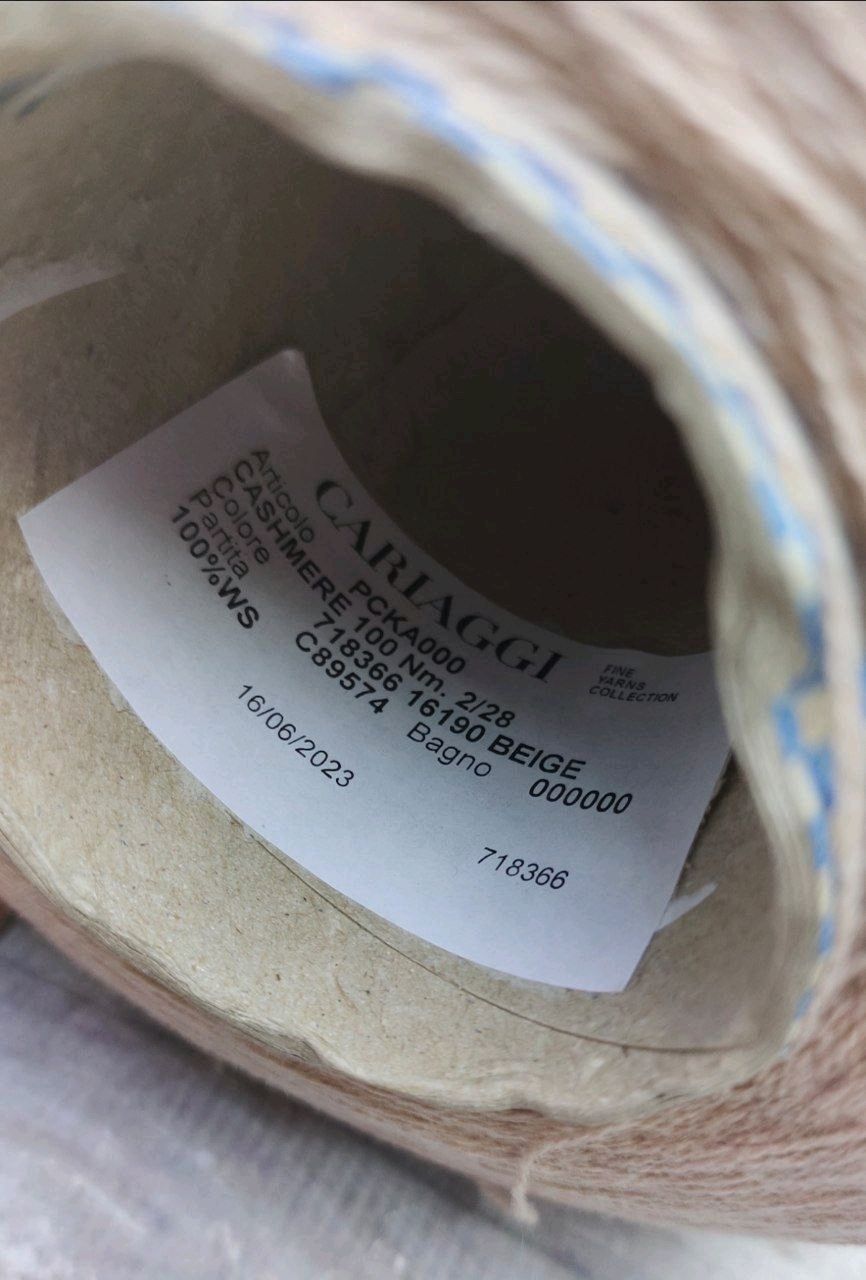 CARIAGGI
FINE
YARNS
COLLECTION
Articolo PCKA000
CASHMERE 100 Nm. 2/28
Colore 718366 16190 BEIGE
Partita C89574 Bagno 000000
100%WS
16/06/2023
718366